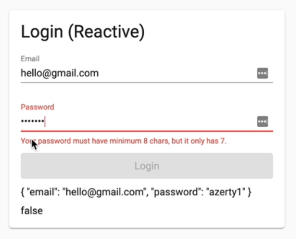 Login (Reactive)
Email
hello@gmail.com
Password
•••••••
Your password must have minimum 8 chars, but it only has 7.
Login
{ "email": "hello@gmail.com", "password": "azerty1" }
false